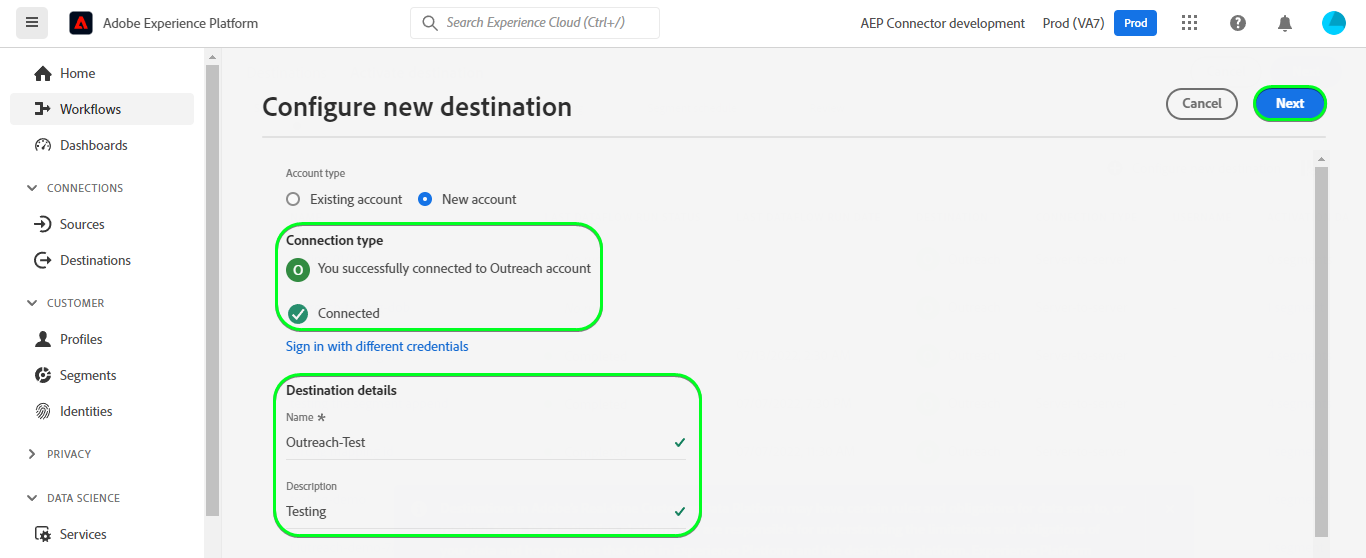 Adobe Experience Platform
Search Experience Cloud (Ctrl+/)
AEP Connector development
Prod (VA7)
Prod
Home
Workflows
Dashboards
CONNECTIONS
Sources
Destinations
CUSTOMER
Profiles
Segments
Identities
PRIVACY
DATA SCIENCE
Services
Configure new destination
Cancel
Next
Account type
Existing account
New account
Connection type
O You successfully connected to Outreach account
Connected
Sign in with different credentials
Destination details
Name *
Outreach-Test
Description
Testing